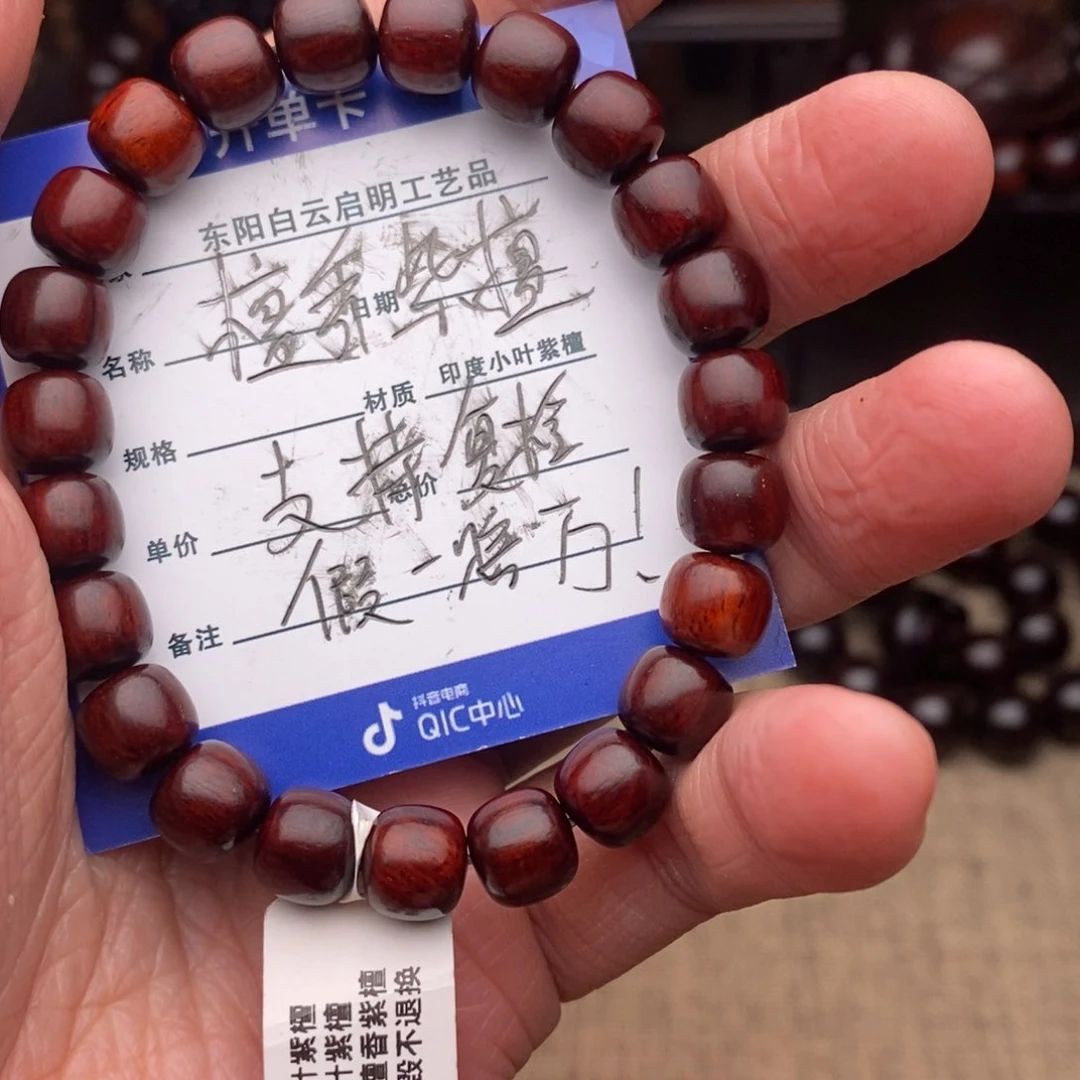 开单卡
东阳白云启明工艺品
檀香紫檀
日期
名称
材质 印度小叶紫檀
规格
支持复检
总价
单价
假一赔万!
备注
抖音电商
QIC中心
叶紫檀
叶紫檀
檀香紫檀
毁不退换